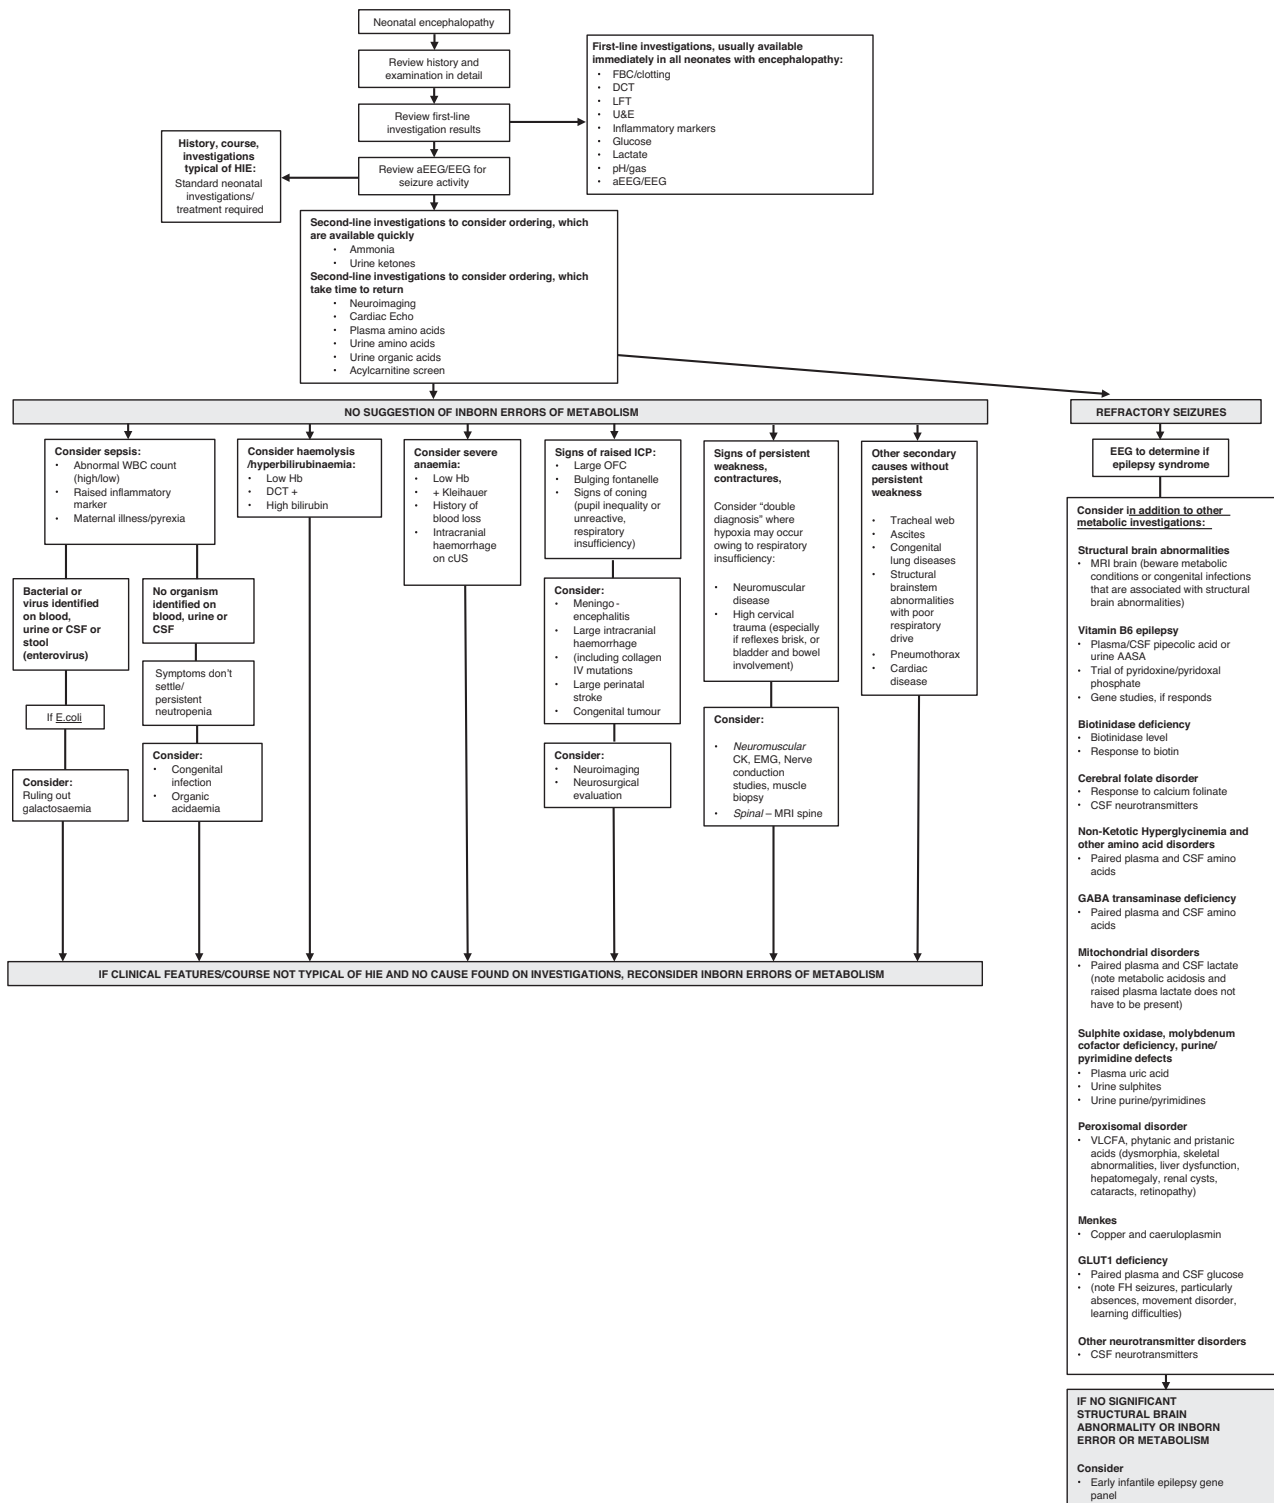 Neonatal encephalopathy
Review history and
examination in detail
Review first-line
investigation results
First-line investigations, usually available
immediately in all neonates with encephalopathy:
• FBC/clotting
• DCT
• LFT
• U&E
• Inflammatory markers
• Glucose
• Lactate
• pH/gas
• aEEG/EEG
Review aEEG/EEG for
seizure activity
History, course,
investigations
typical of HIE:
Standard neonatal
investigations/
treatment required
Second-line investigations to consider ordering, which
are available quickly
• Ammonia
• Urine ketones
Second-line investigations to consider ordering, which
take time to return
• Neuroimaging
• Cardiac Echo
• Plasma amino acids
• Urine amino acids
• Urine organic acids
• Acylcarnitine screen
NO SUGGESTION OF INBORN ERRORS OF METABOLISM
Consider sepsis:
• Abnormal WBC count
(high/low)
• Raised inflammatory
marker
• Maternal illness/pyrexia
Bacterial or
virus identified
on blood,
urine or CSF or
stool
(enterovirus)
If E.coli
Consider:
Ruling out
galactosaemia
No organism
identified on
blood, urine or
CSF
Symptoms don't
settle/
persistent
neutropenia
Consider:
• Congenital
infection
• Organic
acidaemia
Consider haemolysis
/hyperbilirubinaemia:
• Low Hb
• DCT +
• High bilirubin
Consider severe
anaemia:
• Low Hb
• + Kleihauer
• History of
blood loss
• Intracranial
haemorrhage
on cUS
Signs of raised ICP:
• Large OFC
• Bulging fontanelle
• Signs of coning
(pupil inequality or
unreactive,
respiratory
insufficiency)
Consider:
• Meningo-
encephalitis
• Large intracranial
haemorrhage
• (including collagen
IV mutations
• Large perinatal
stroke
• Congenital tumour
Consider:
• Neuroimaging
• Neurosurgical
evaluation
Signs of persistent
weakness,
contractures,
Consider “double
diagnosis” where
hypoxia may occur
owing to respiratory
insufficiency:
• Neuromuscular
disease
• High cervical
trauma (especially
if reflexes brisk, or
bladder and bowel
involvement)
Consider:
• Neuromuscular
CK, EMG, Nerve
conduction
studies, muscle
biopsy
• Spinal – MRI spine
Other secondary
causes without
persistent
weakness
• Tracheal web
• Ascites
• Congenital
lung diseases
• Structural
brainstem
abnormalities
with poor
respiratory
drive
• Pneumothorax
• Cardiac
disease
IF CLINICAL FEATURES/COURSE NOT TYPICAL OF HIE AND NO CAUSE FOUND ON INVESTIGATIONS, RECONSIDER INBORN ERRORS OF METABOLISM
REFRACTORY SEIZURES
EEG to determine if
epilepsy syndrome
Consider in addition to other
metabolic investigations:
Structural brain abnormalities
• MRI brain (beware metabolic
conditions or congenital infections
that are associated with structural
brain abnormalities)
Vitamin B6 epilepsy
• Plasma/CSF pipecolic acid or
urine AASA
• Trial of pyridoxine/pyridoxal
phosphate
• Gene studies, if responds
Biotinidase deficiency
• Biotinidase level
• Response to biotin
Cerebral folate disorder
• Response to calcium folinate
• CSF neurotransmitters
Non-Ketotic Hyperglycinemia and
other amino acid disorders
• Paired plasma and CSF amino
acids
GABA transaminase deficiency
• Paired plasma and CSF amino
acids
Mitochondrial disorders
• Paired plasma and CSF lactate
(note metabolic acidosis and
raised plasma lactate does not
have to be present)
Sulphite oxidase, molybdenum
cofactor deficiency, purine/
pyrimidine defects
• Plasma uric acid
• Urine sulphites
• Urine purine/pyrimidines
Peroxisomal disorder
• VLCFA, phytanic and pristanic
acids (dysmorphia, skeletal
abnormalities, liver dysfunction,
hepatomegaly, renal cysts,
cataracts, retinopathy)
Menkes
• Copper and caeruloplasmin
GLUT1 deficiency
• Paired plasma and CSF glucose
• (note FH seizures, particularly
absences, movement disorder,
learning difficulties)
Other neurotransmitter disorders
• CSF neurotransmitters
IF NO SIGNIFICANT
STRUCTURAL BRAIN
ABNORMALITY OR INBORN
ERROR OR METABOLISM
Consider
• Early infantile epilepsy gene
panel